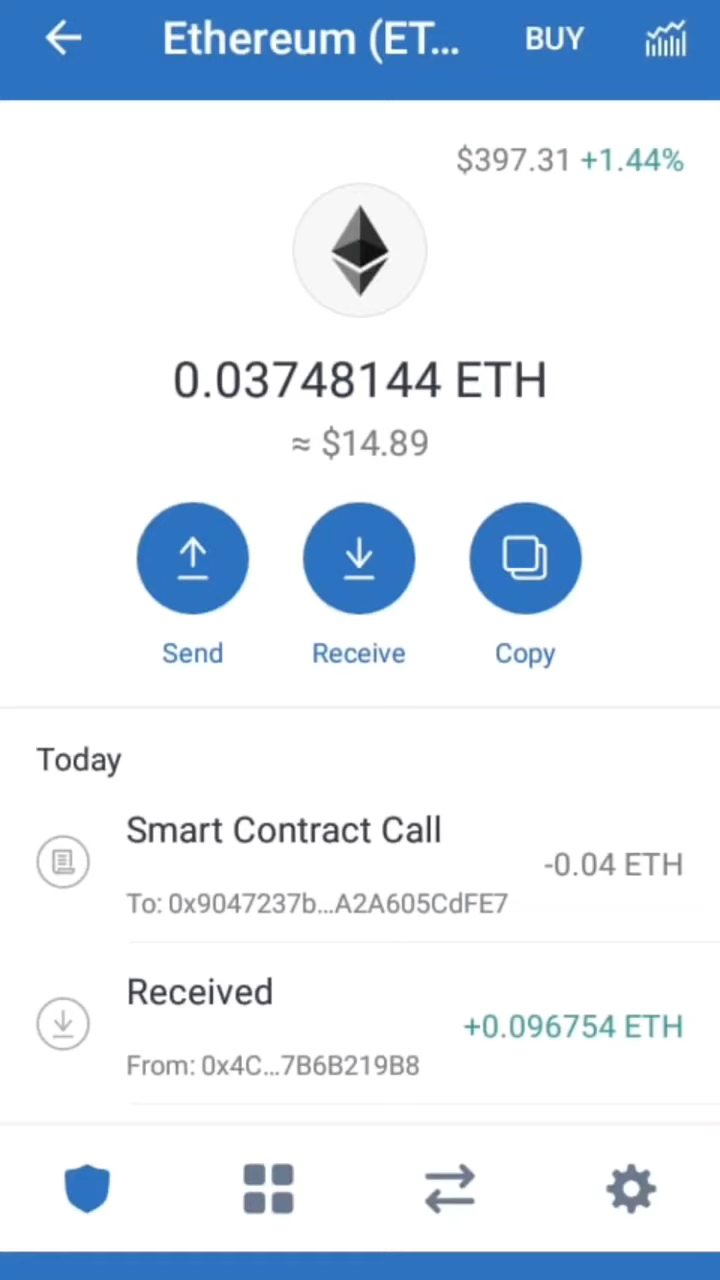 Ethereum (ET... BUY
$397.31 +1.44%
0.03748144 ETH
≈ $14.89
Send Receive Copy
Today
Smart Contract Call
-0.04 ETH
To: 0x9047237b...A2A605CdFE7
Received
+0.096754 ETH
From: 0x4C...7B6B219B8